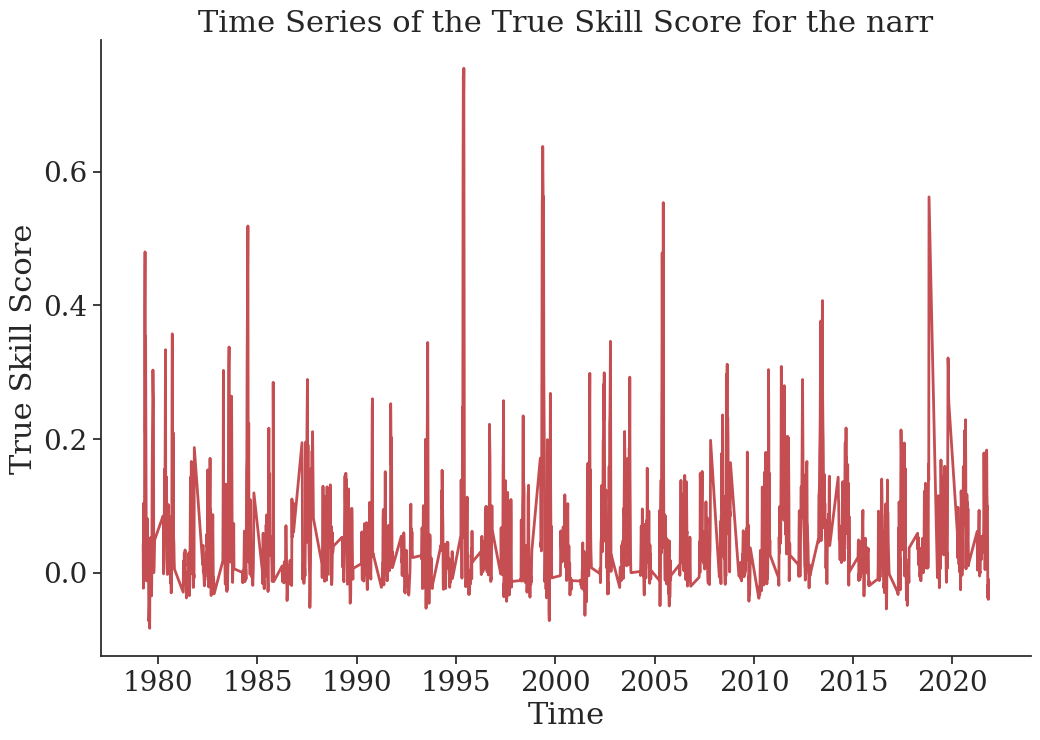 Time Series of the True Skill Score for the narr
True Skill Score
0.6
0.4
0.2
0.0
1980 1985 1990 1995 2000 2005 2010 2015 2020
Time